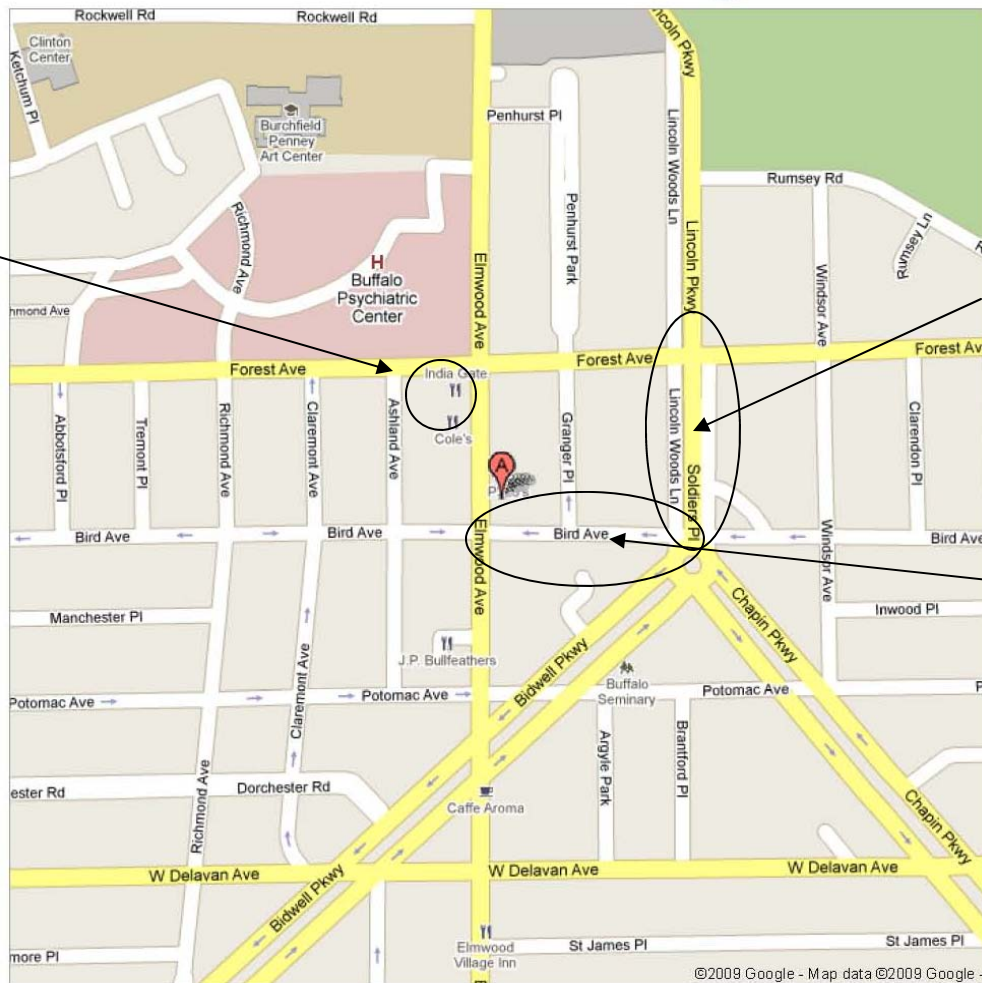 Rockwell Rd
Rockwell Rd
Lincoln Pkwy
Clinton
Center
Ketchum Pl
Burchfield
Penney
Art Center
Penhurst Pl
Lincoln Woods Ln
Rumsey Rd
Richmond Ave
Penhurst Park
Lincoln Pkwy
Rumsey Ln
H
Buffalo
Psychiatric
Center
Elmwood Ave
Windsor Ave
hmond Ave
Forest Ave
Forest Ave
Forest Av
India Gate
Cole's
Abbotsford Pl
Tremont Pl
Richmond Ave
Claremont Ave
Ashland Ave
Granger Pl
Lincoln Woods Ln
Soldiers Pl
Clarendon Pl
A
Bird Ave
Bird Ave
Bird Ave
Bird Ave
Elmwood Ave
Windsor Ave
Manchester Pl
Inwood Pl
Chapin Pkwy
J.P. Bullfeathers
Bidwell Pkwy
Buffalo
Seminary
Potomac Ave
Potomac Ave
Potomac Ave
P
Claremont Ave
Argyle Park
Brantford Pl
ester Rd
Dorchester Rd
Richmond Ave
Caffe Aroma
Chapin Pkwy
W Delavan Ave
W Delavan Ave
W Delavan Ave
Bidwell Pkwy
Elmwood
Village Inn
St James Pl
St James Pl
more Pl
©2009 Google - Map data ©2009 Google -